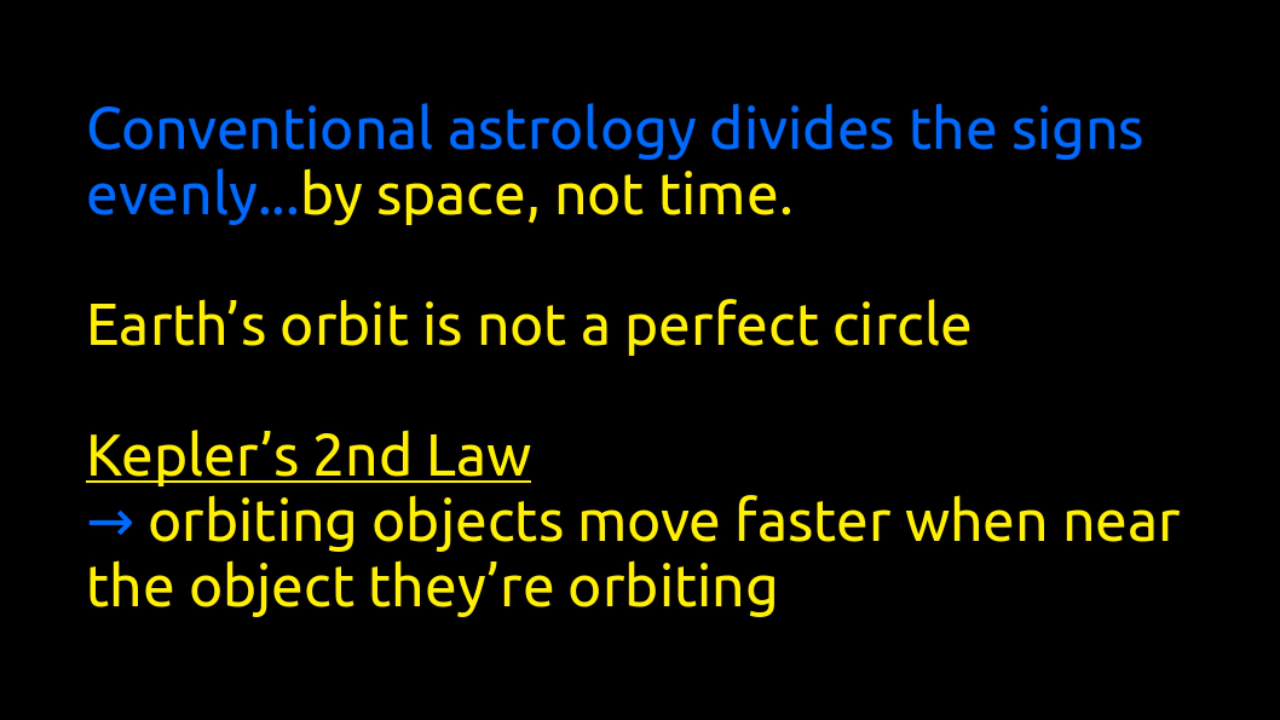 Conventional astrology divides the signs
evenly...by space, not time.
Earth’s orbit is not a perfect circle
Kepler’s 2nd Law
→ orbiting objects move faster when near
the object they’re orbiting